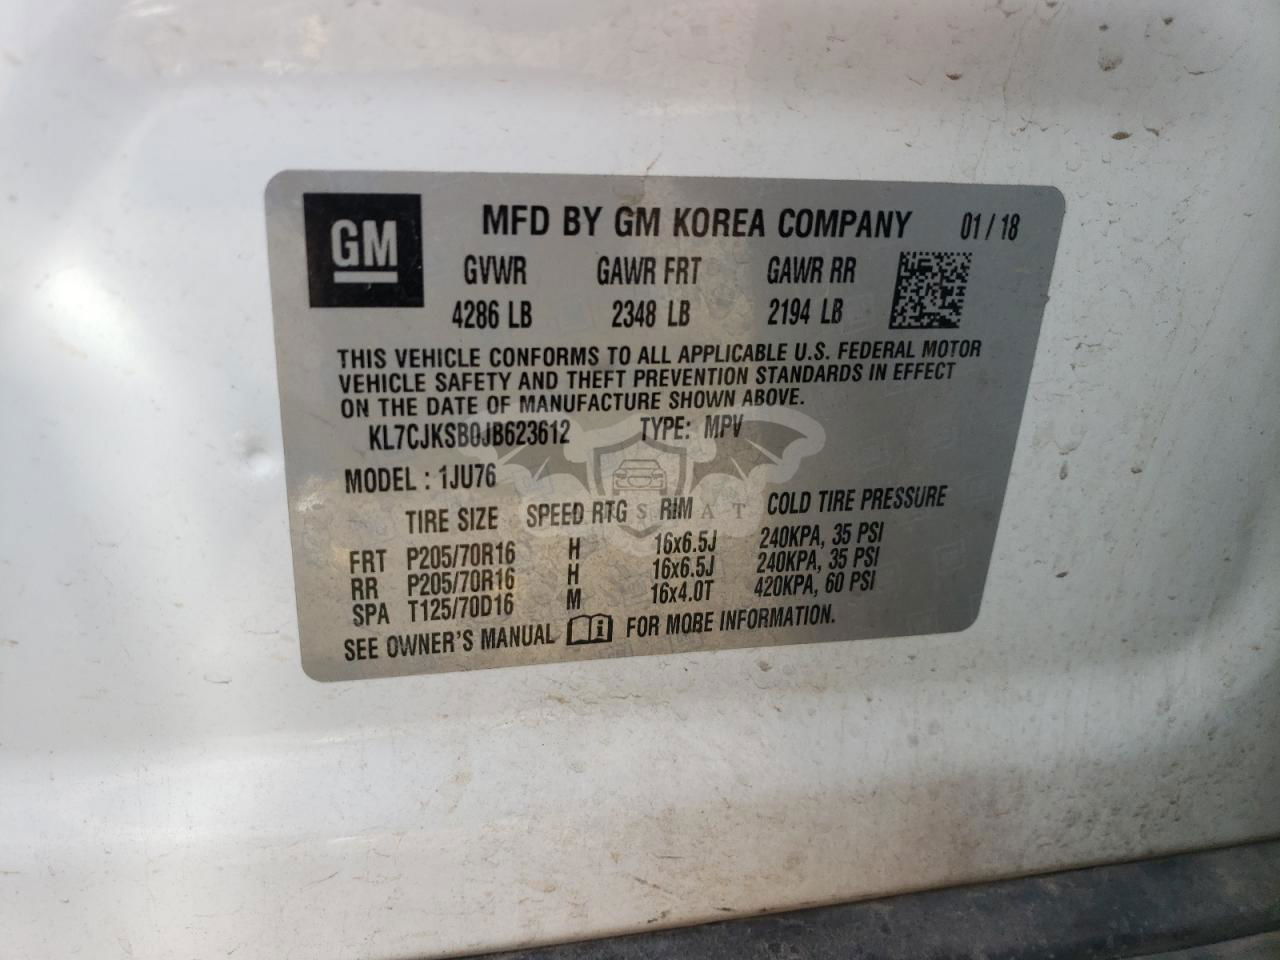 GM
MFD BY GM KOREA COMPANY 01/18
GVWR GAWR FRT GAWR RR
4286 LB 2348 LB 2194 LB
THIS VEHICLE CONFORMS TO ALL APPLICABLE U.S. FEDERAL MOTOR
VEHICLE SAFETY AND THEFT PREVENTION STANDARDS IN EFFECT
ON THE DATE OF MANUFACTURE SHOWN ABOVE.
KL7CJKSB0JB623612 TYPE: MPV
MODEL : 1JU76
TIRE SIZE SPEED RTG RIM COLD TIRE PRESSURE
FRT P205/70R16 H 16x6.5J 240KPA, 35 PSI
RR P205/70R16 H 16x6.5J 240KPA, 35 PSI
SPA T125/70D16 M 16x4.0T 420KPA, 60 PSI
SEE OWNER'S MANUAL FOR MORE INFORMATION.